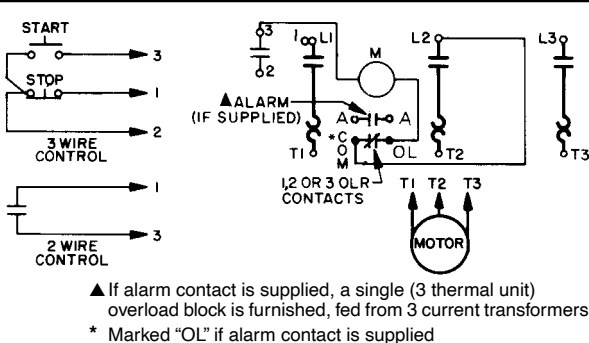 START
3
STOP
1
2
3 WIRE
CONTROL
1
3
2 WIRE
CONTROL
3
2
1 L1
M
L2
L3
▲ ALARM
(IF SUPPLIED)
A A
* COM
OL
T1
T2
T3
1,2 OR 3 OLR
CONTACTS
T1 T2 T3
MOTOR
▲ If alarm contact is supplied, a single (3 thermal unit)
overload block is furnished, fed from 3 current transformers
* Marked “OL” if alarm contact is supplied